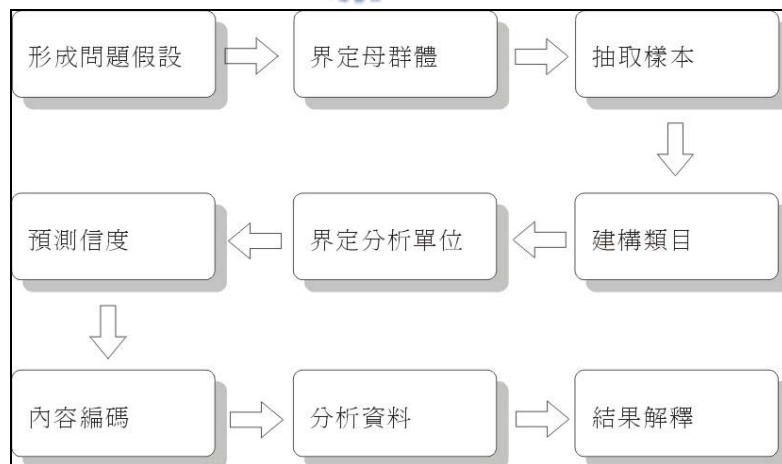 形成問題假設
界定母群體
抽取樣本
建構類目
界定分析單位
預測信度
內容編碼
分析資料
結果解釋